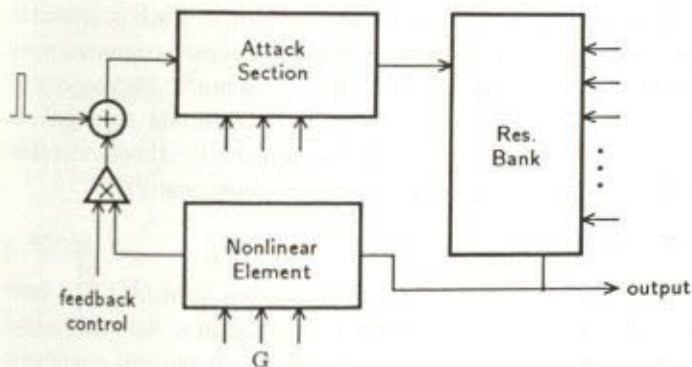 Attack
Section
+
Res.
Bank
×
Nonlinear
Element
feedback
control
output
G